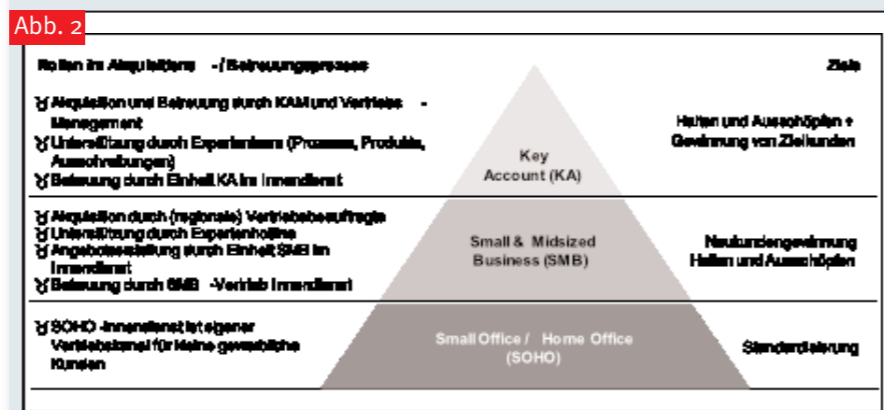 Abb. 2
Rollen im Akquisitions -/Betreuungsprozess
Ziele
Akquisition und Betreuung durch KAM und Vertriebs -
Management
Unterstützung durch Expertenteam (Prozesse, Produkte,
Ausschreibungen)
Betreuung durch Einheit KA im Innendienst
Key
Account (KA)
Halten und Ausschöpfen +
Gewinnung von Zielkunden
Akquisition durch (regionale) Vertriebsbeauftragte
Unterstützung durch Expertenhotline
Angebotserstellung durch Einheit SMB im
Innendienst
Betreuung durch SMB -Vertrieb Innendienst
Small & Midsized
Business (SMB)
Neukundengewinnung
Halten und Ausschöpfen
SOHO -Innendienst ist eigener
Vertriebskanal für kleine gewerbliche
Kunden
Small Office / Home Office
(SOHO)
Standardisierung